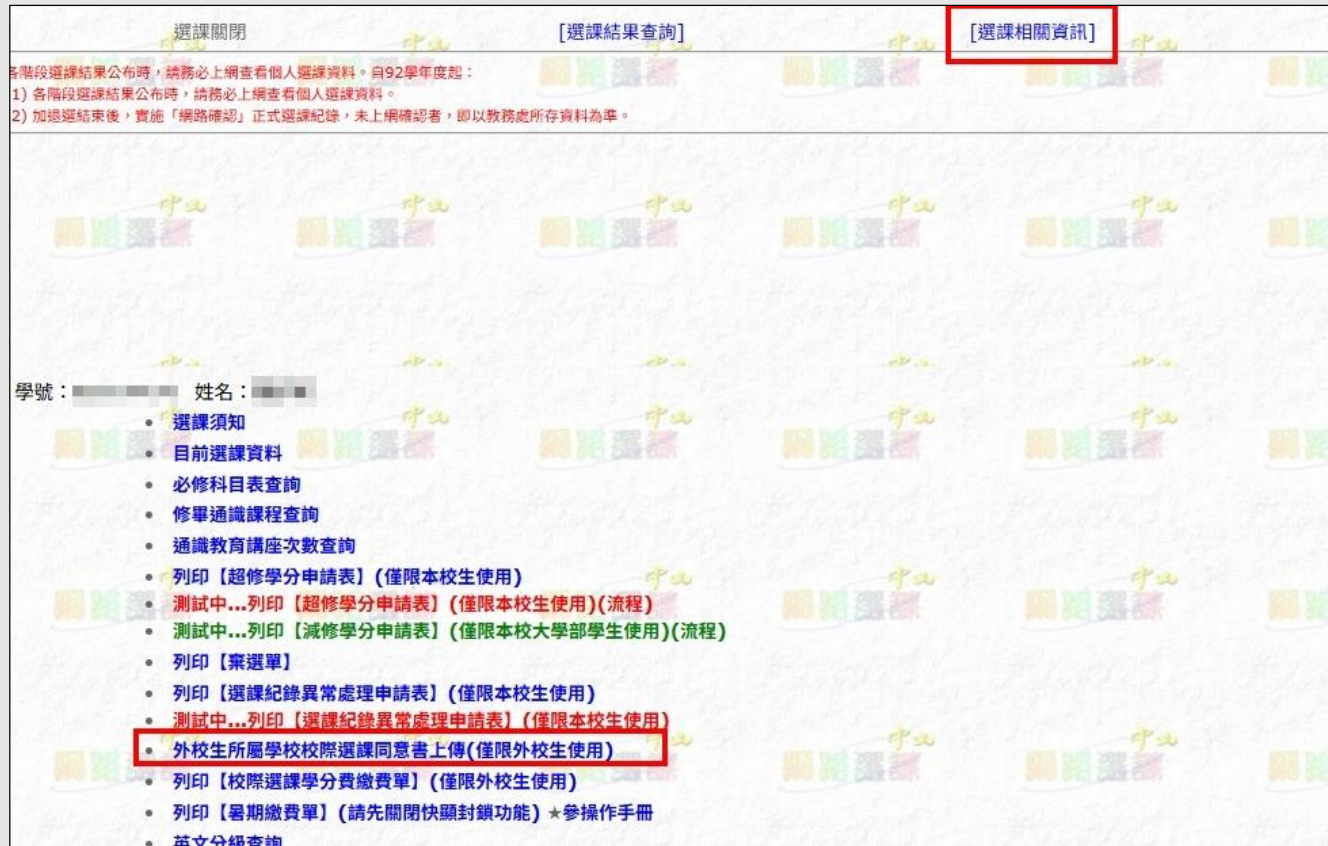 選課關閉 [選課結果查詢] [選課相關資訊]
各階段選課結果公布時，請務必上網查看個人選課資料。自92學年度起：
1) 各階段選課結果公布時，請務必上網查看個人選課資料。
2) 加退選結束後，實施「網路確認」正式選課紀錄，未上網確認者，即以教務處所存資料為準。
中山 網路選課
學號： 姓名：
• 選課須知
• 目前選課資料
• 必修科目表查詢
• 修畢通識課程查詢
• 通識教育講座次數查詢
• 列印【超修學分申請表】(僅限本校生使用)
• 測試中...列印【超修學分申請表】(僅限本校生使用)(流程)
• 測試中...列印【減修學分申請表】(僅限本校大學部學生使用)(流程)
• 列印【棄選單】
• 列印【選課紀錄異常處理申請表】(僅限本校生使用)
• 測試中...列印【選課紀錄異常處理申請表】(僅限本校生使用)
• 外校生所屬學校校際選課同意書上傳(僅限外校生使用)
• 列印【校際選課學分費繳費單】(僅限外校生使用)
• 列印【暑期繳費單】(請先關閉快顯封鎖功能) ★參操作手冊
• 英文分級查詢